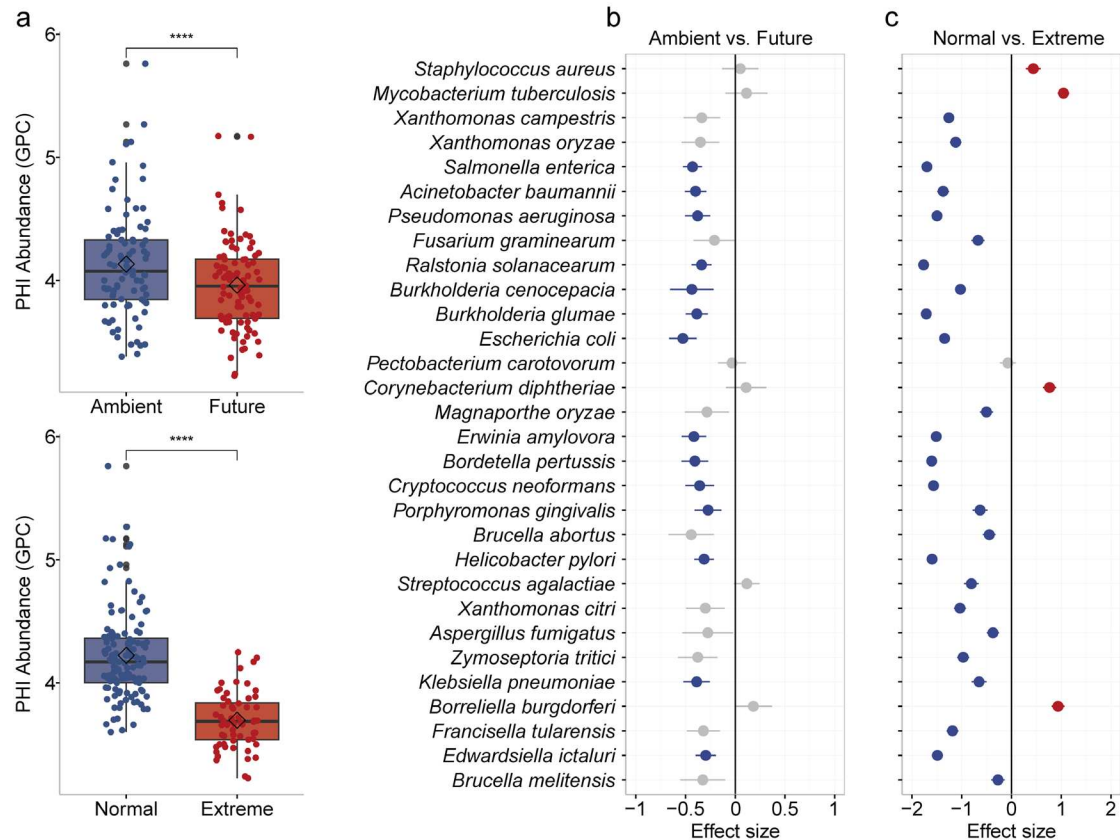 a
6
5
4
PHI Abundance (GPC)
****
Ambient
Future
6
5
4
PHI Abundance (GPC)
****
Normal
Extreme
b
Ambient vs. Future
Staphylococcus aureus
Mycobacterium tuberculosis
Xanthomonas campestris
Xanthomonas oryzae
Salmonella enterica
Acinetobacter baumannii
Pseudomonas aeruginosa
Fusarium graminearum
Ralstonia solanacearum
Burkholderia cenocepacia
Burkholderia glumae
Escherichia coli
Pectobacterium carotovorum
Corynebacterium diphtheriae
Magnaporthe oryzae
Erwinia amylovora
Bordetella pertussis
Cryptococcus neoformans
Porphyromonas gingivalis
Brucella abortus
Helicobacter pylori
Streptococcus agalactiae
Xanthomonas citri
Aspergillus fumigatus
Zymoseptoria tritici
Klebsiella pneumoniae
Borreliella burgdorferi
Francisella tularensis
Edwardsiella ictaluri
Brucella melitensis
−1 −0.5 0 0.5 1
Effect size
c
Normal vs. Extreme
−2 −1 0 1 2
Effect size